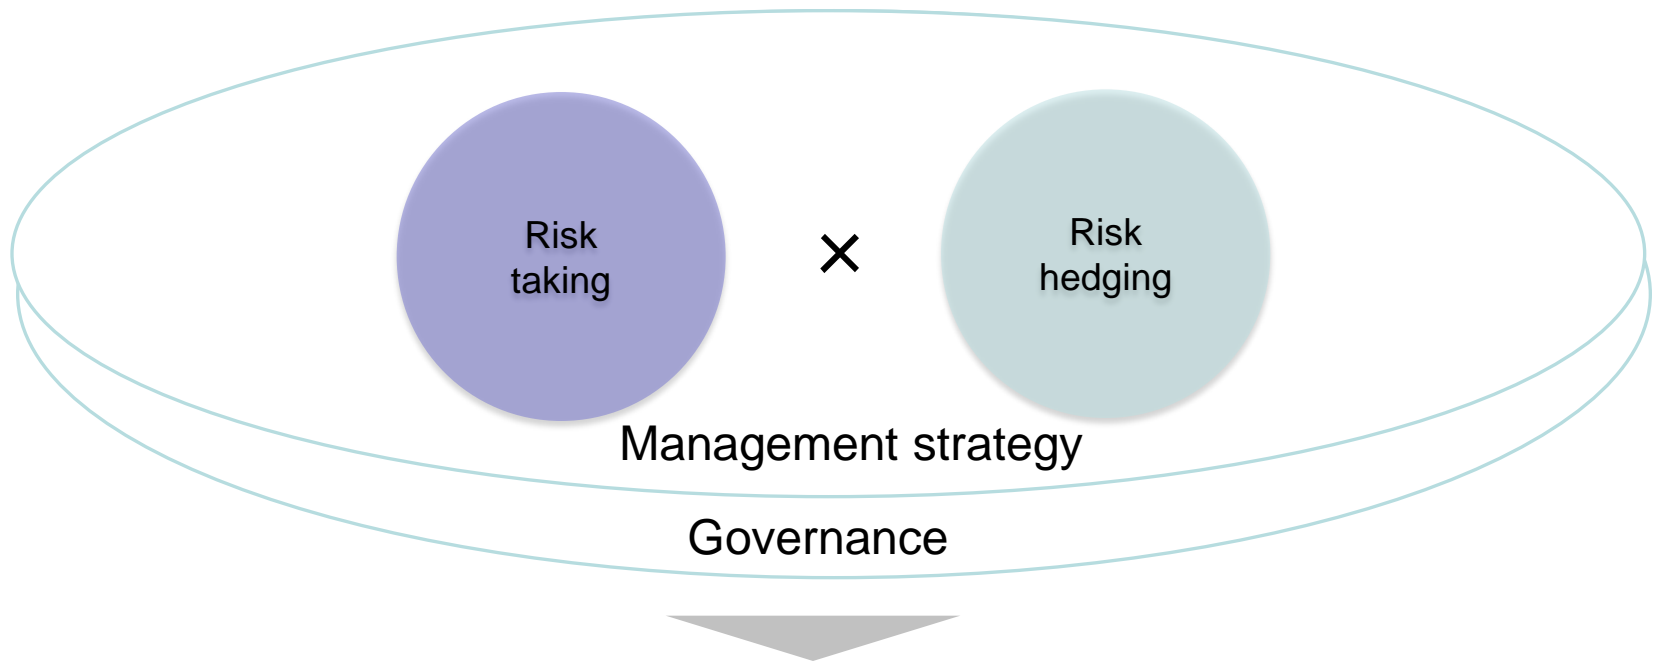 Risk
taking
×
Risk
hedging
Management strategy
Governance